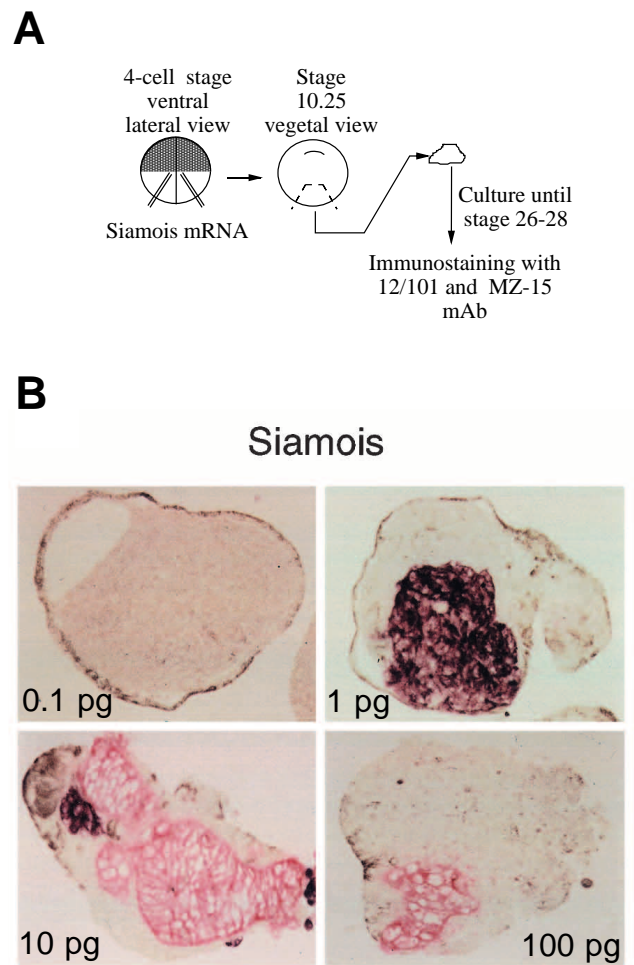 A
4-cell stage
ventral
lateral view
Stage
10.25
vegetal view
Siamois mRNA
Culture until
stage 26-28
Immunostaining with
12/101 and MZ-15
mAb
B
Siamois
0.1 pg
1 pg
10 pg
100 pg